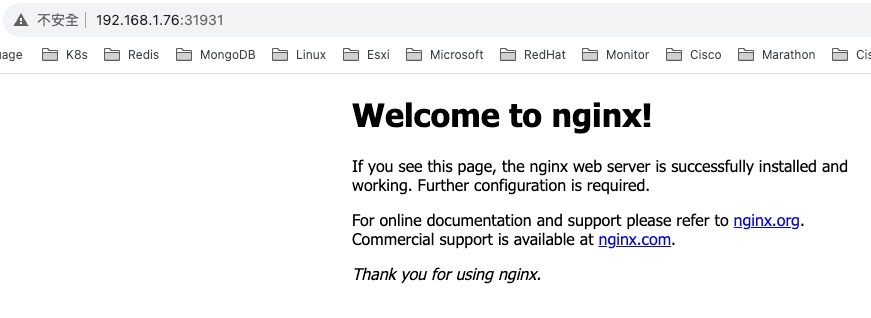 不安全 192.168.1.76:31931
uage K8s Redis MongoDB Linux Esxi Microsoft RedHat Monitor Cisco Marathon Cis
Welcome to nginx!
If you see this page, the nginx web server is successfully installed and
working. Further configuration is required.
For online documentation and support please refer to nginx.org.
Commercial support is available at nginx.com.
Thank you for using nginx.